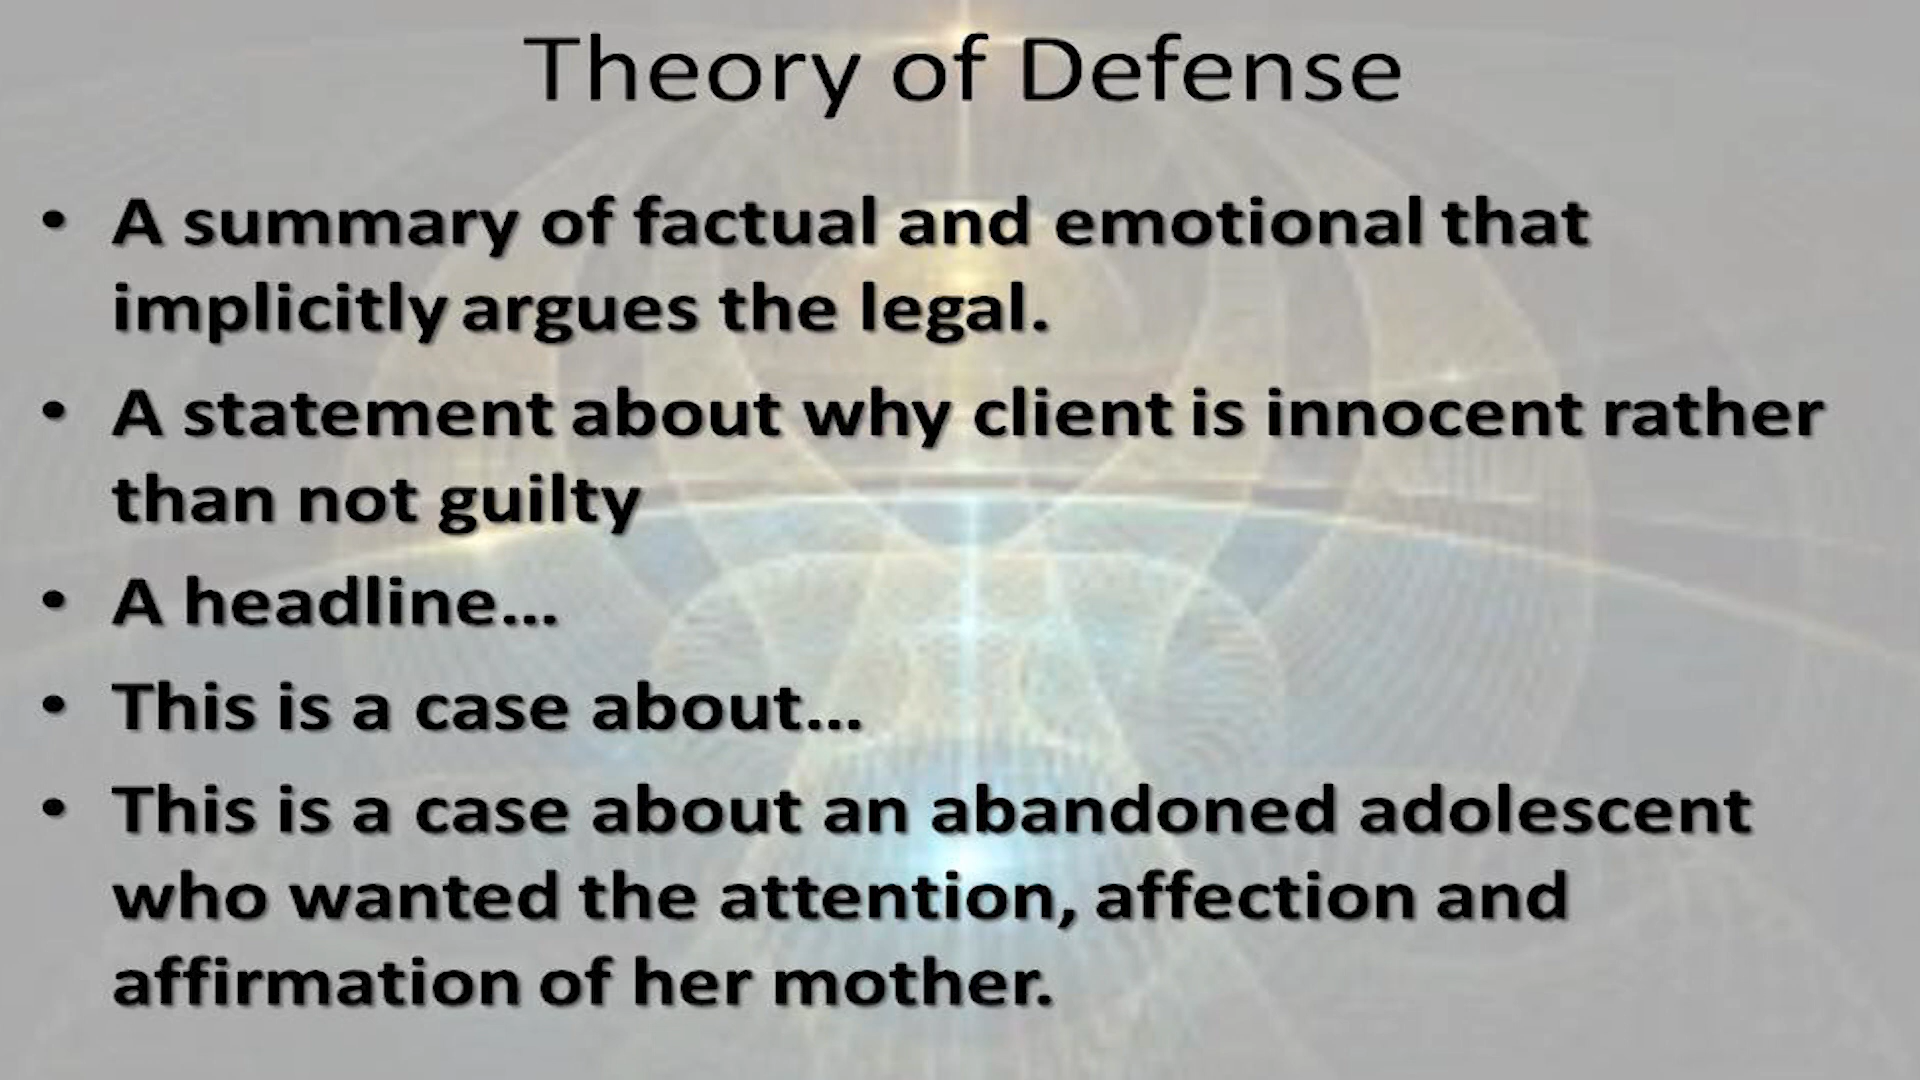 Theory of Defense
• A summary of factual and emotional that
implicitly argues the legal.
• A statement about why client is innocent rather
than not guilty
• A headline...
• This is a case about...
• This is a case about an abandoned adolescent
who wanted the attention, affection and
affirmation of her mother.